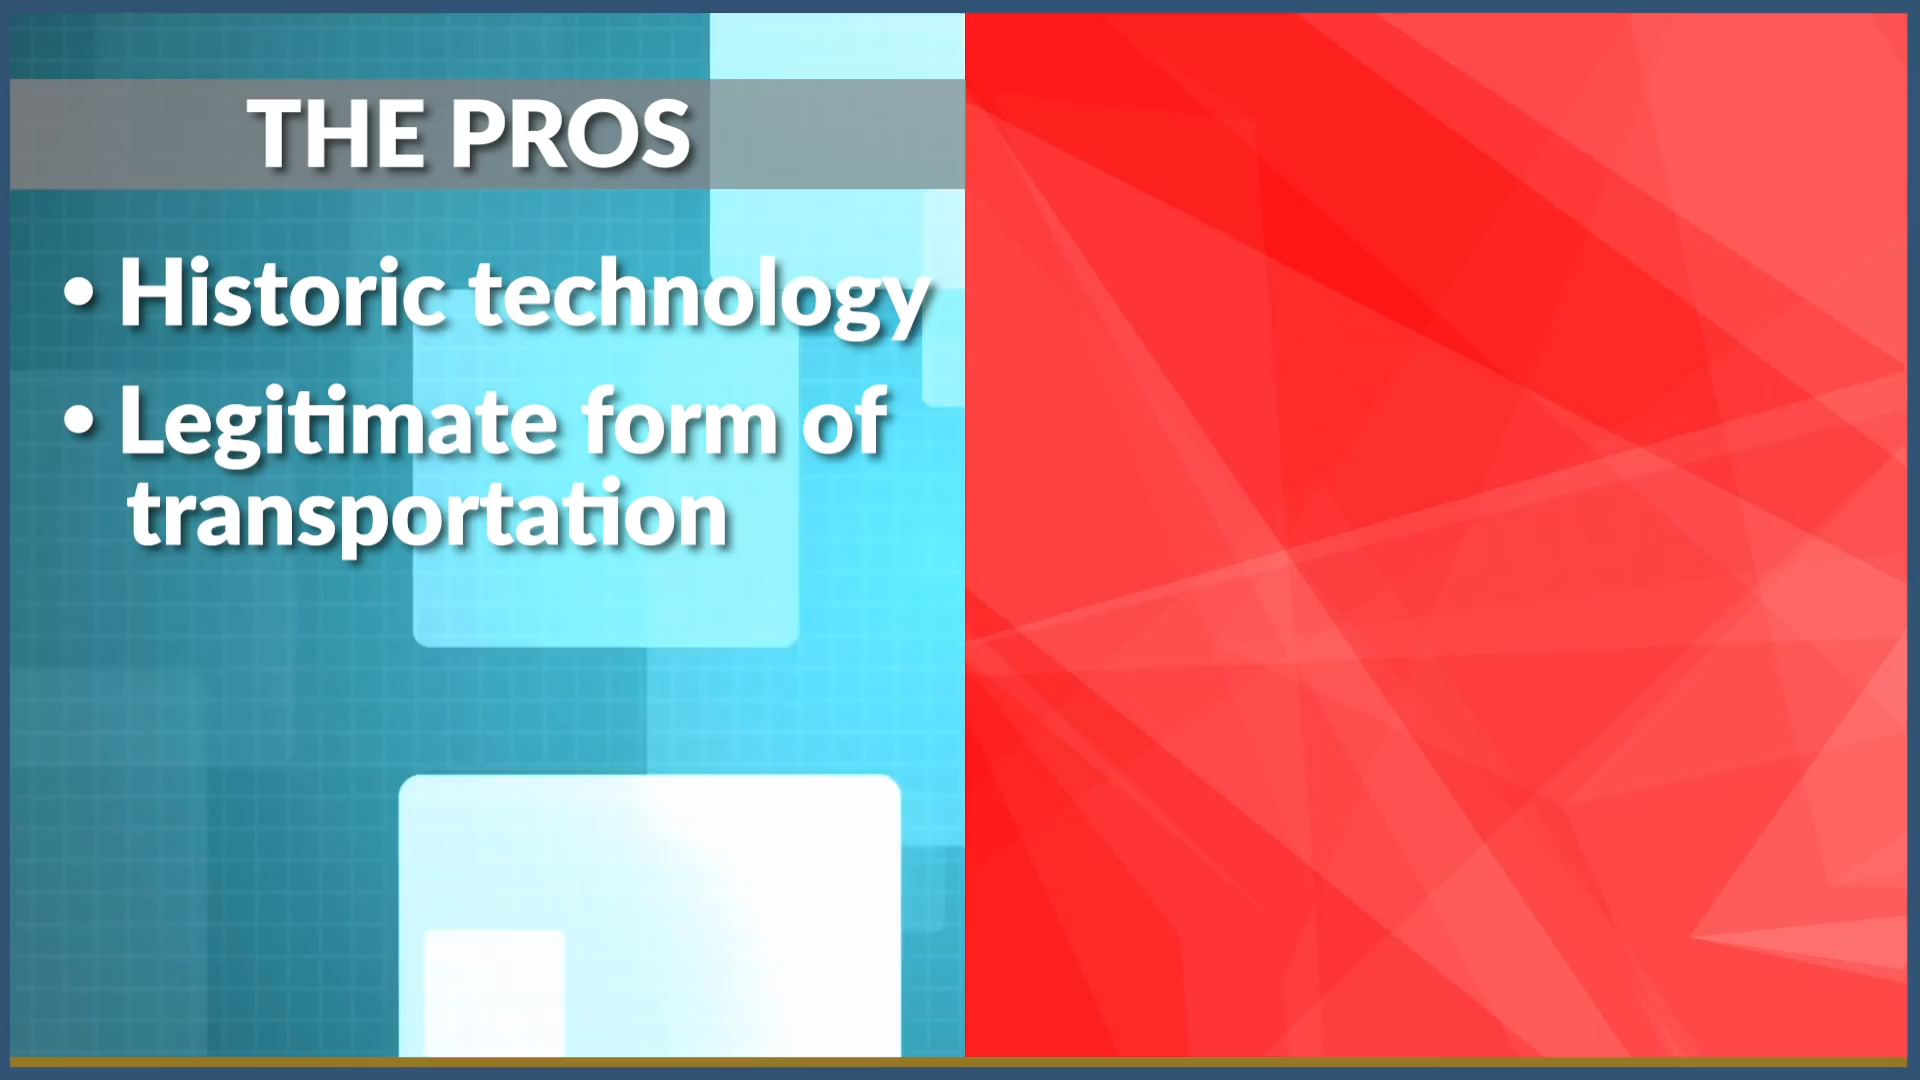 THE PROS
• Historic technology
• Legitimate form of
transportation